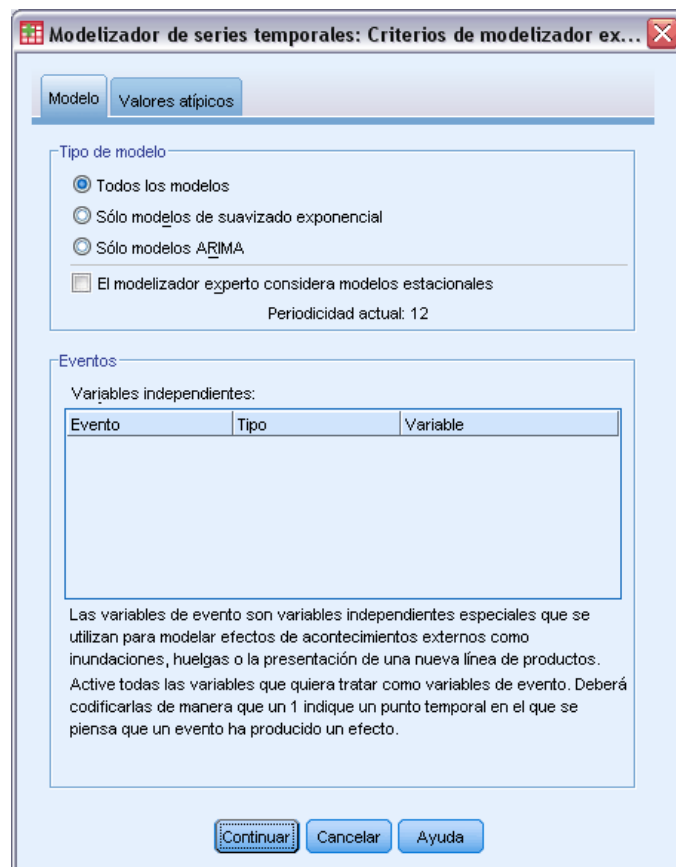 Modelizador de series temporales: Criterios de modelizador ex...
Modelo
Valores atípicos
Tipo de modelo
Todos los modelos
Sólo modelos de suavizado exponencial
Sólo modelos ARIMA
El modelizador experto considera modelos estacionales
Periodicidad actual: 12
Eventos
Variables independientes:
Evento Tipo Variable
Las variables de evento son variables independientes especiales que se
utilizan para modelar efectos de acontecimientos externos como
inundaciones, huelgas o la presentación de una nueva línea de productos.
Active todas las variables que quiera tratar como variables de evento. Deberá
codificarlas de manera que un 1 indique un punto temporal en el que se
piensa que un evento ha producido un efecto.
Continuar Cancelar Ayuda